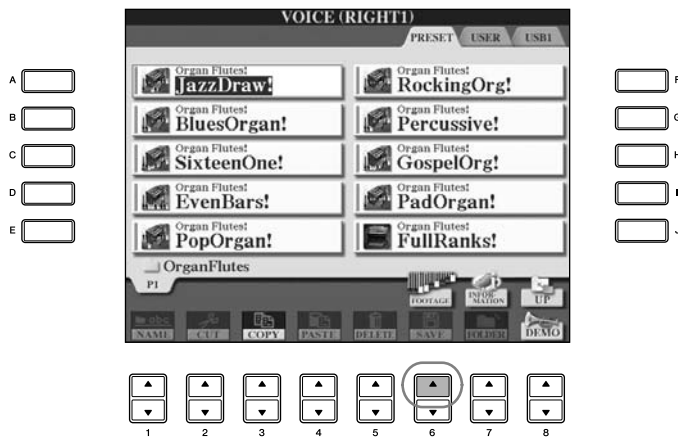 VOICE (RIGHT1)
PRESET USER USB1
A
Organ Flutes!
JazzDraw!
Organ Flutes!
RockingOrg!
F
B
Organ Flutes!
BluesOrgan!
Organ Flutes!
Percussive!
G
C
Organ Flutes!
SixteenOne!
Organ Flutes!
GospelOrg!
H
D
Organ Flutes!
EvenBars!
Organ Flutes!
PadOrgan!
I
E
Organ Flutes!
PopOrgan!
Organ Flutes!
FullRanks!
J
OrganFlutes
P1
FOOTAGE
INFOR-
MATION
UP
NAME CUT COPY PASTE DELETE SAVE FOLDER DEMO
1 2 3 4 5 6 7 8